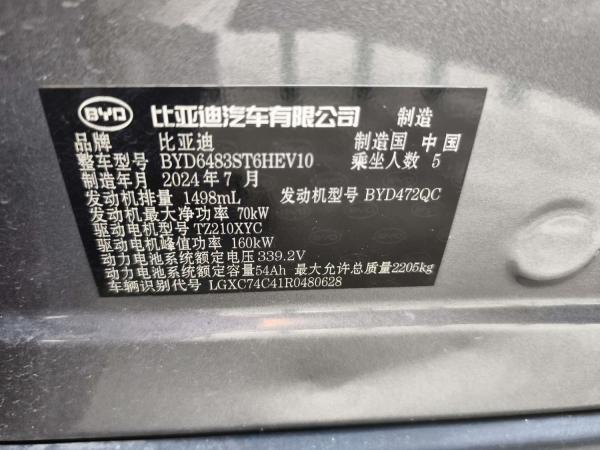 BYD 比亚迪汽车有限公司 制造
品牌 比亚迪 制造国 中国
整车型号 BYD6483ST6HEV10 乘坐人数 5
制造年月 2024年7月
发动机排量 1498mL 发动机型号 BYD472QC
发动机最大净功率 70kW
驱动电机型号 TZ210XYC
驱动电机峰值功率 160kW
动力电池系统额定电压 339.2V
动力电池系统额定容量54Ah 最大允许总质量2205kg
车辆识别代号 LGXC74C41R0480628